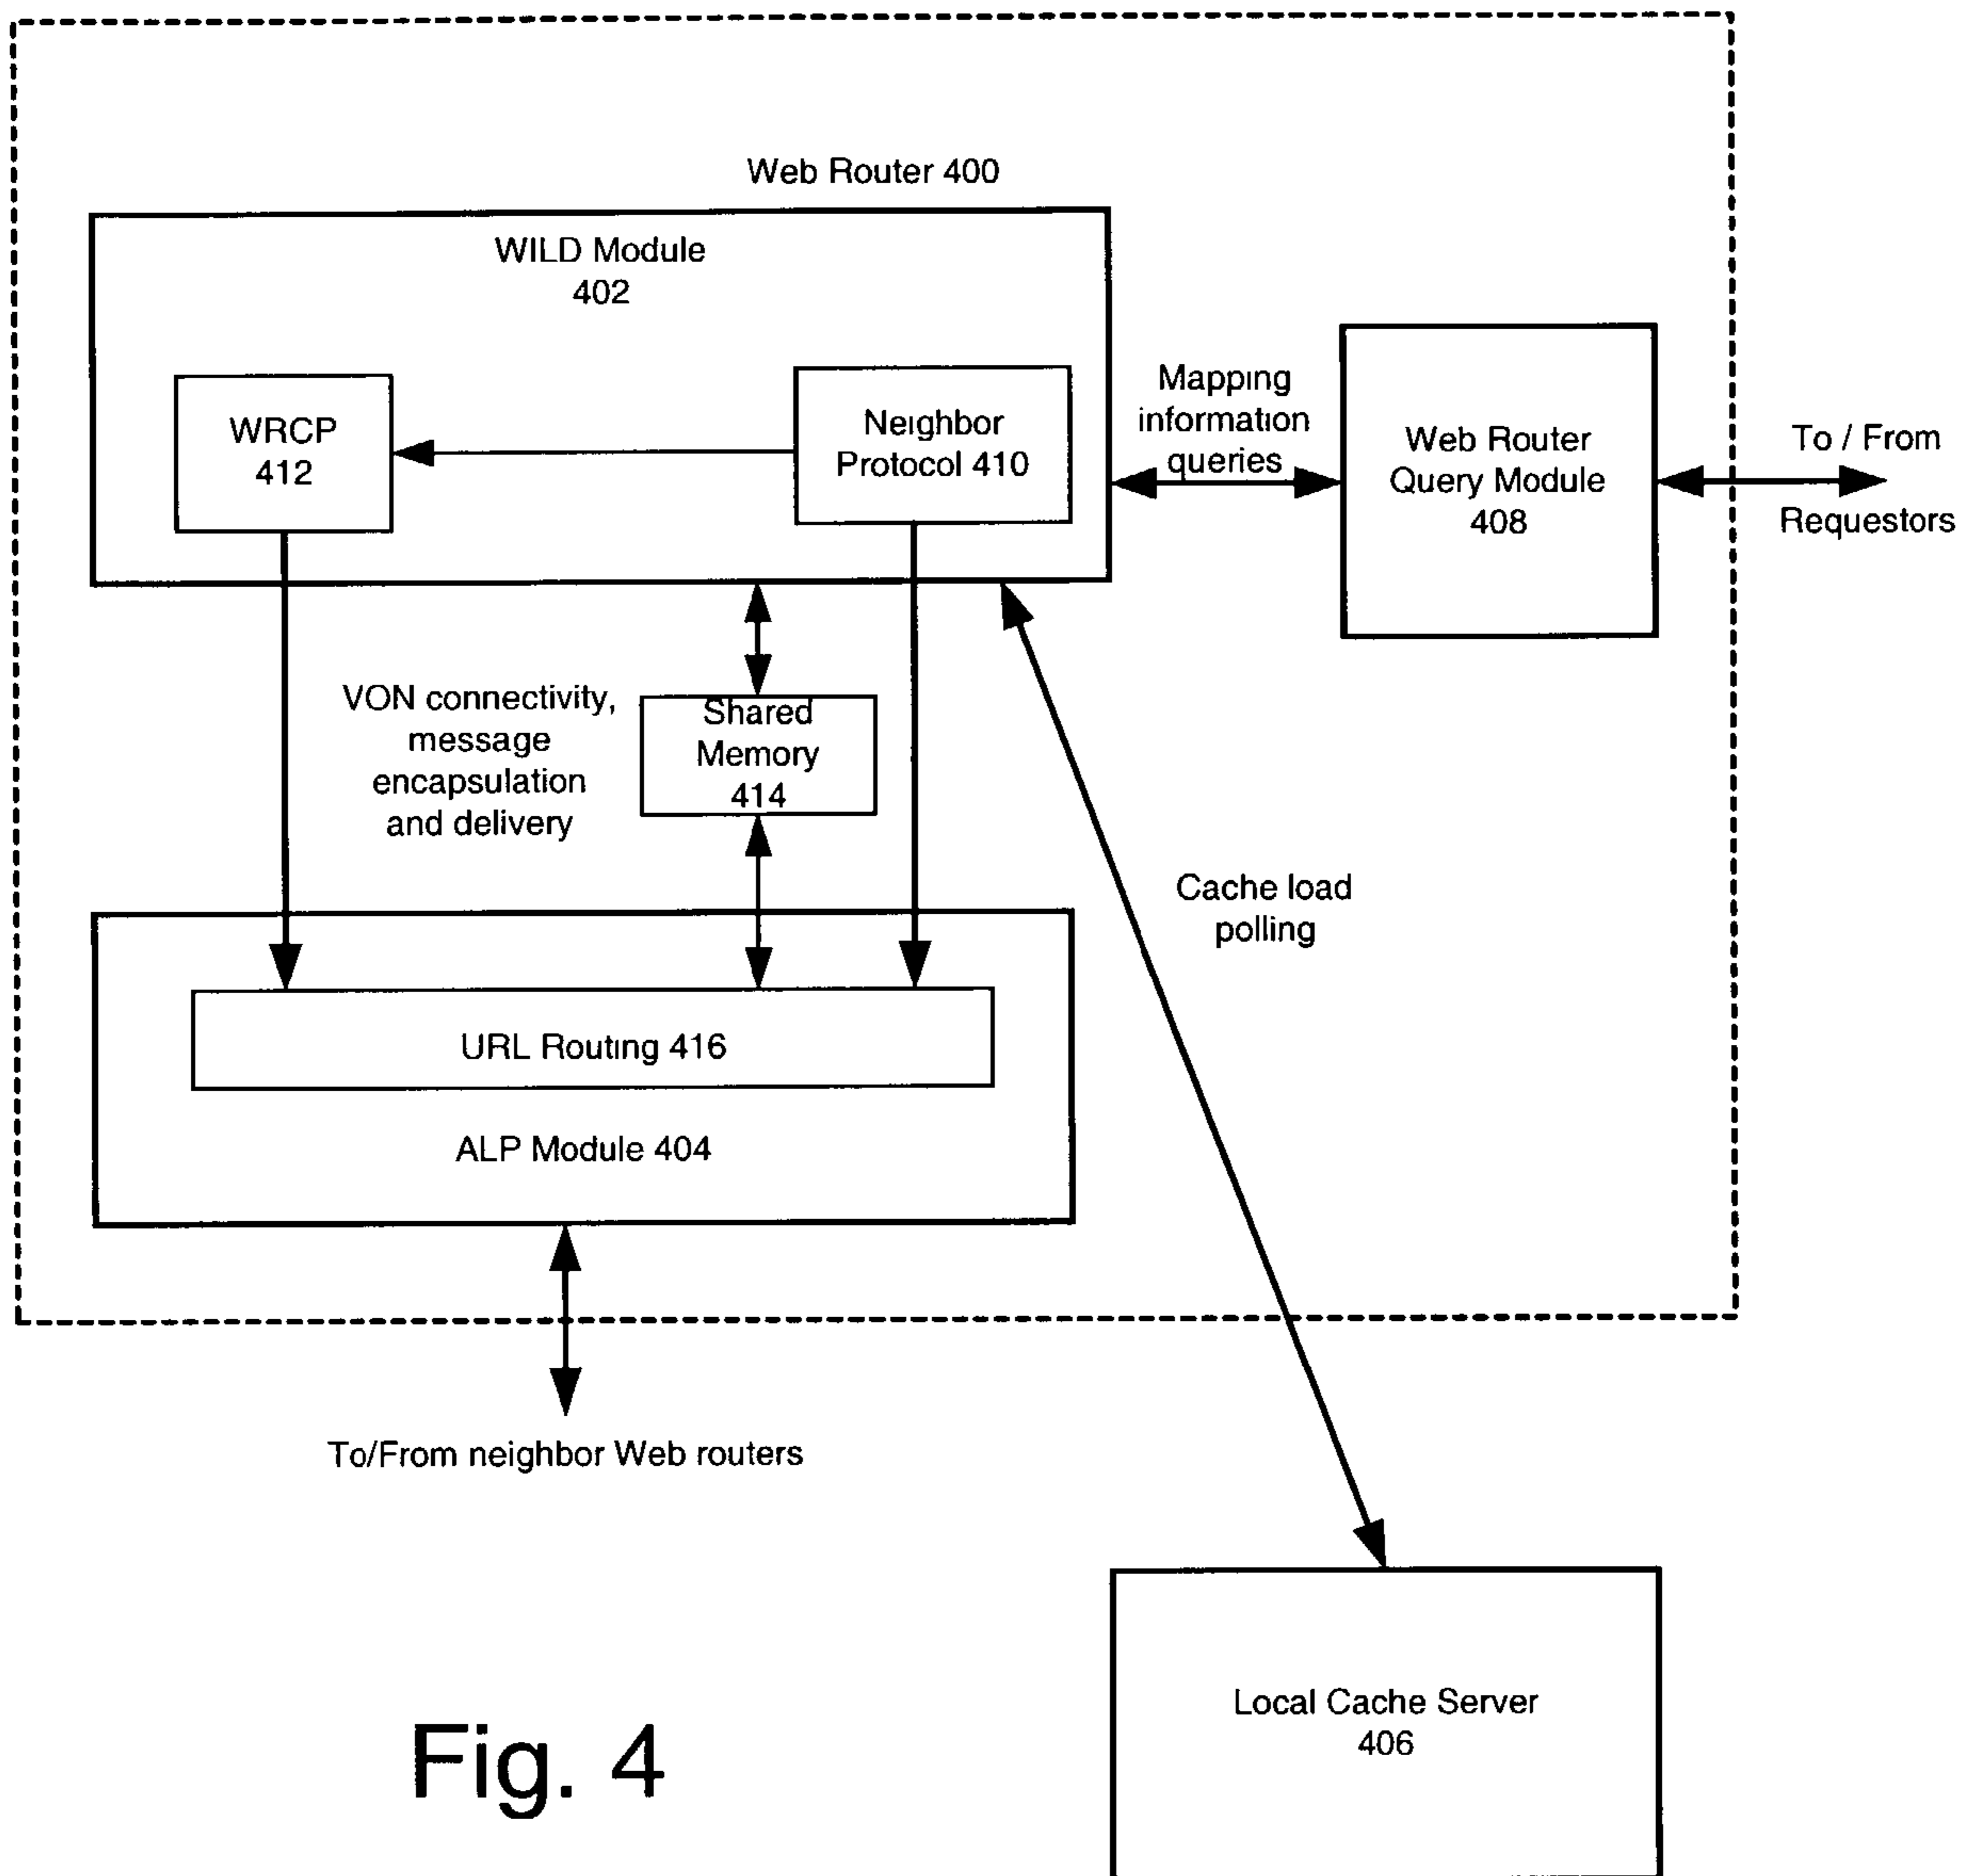 Web Router 400
WILD Module
402
WRCP
412
Neighbor
Protocol 410
Mapping
information
queries
Web Router
Query Module
408
To / From
Requestors
VON connectivity,
message
encapsulation
and delivery
Shared
Memory
414
Cache load
polling
URL Routing 416
ALP Module 404
To/From neighbor Web routers
Local Cache Server
406
Fig. 4